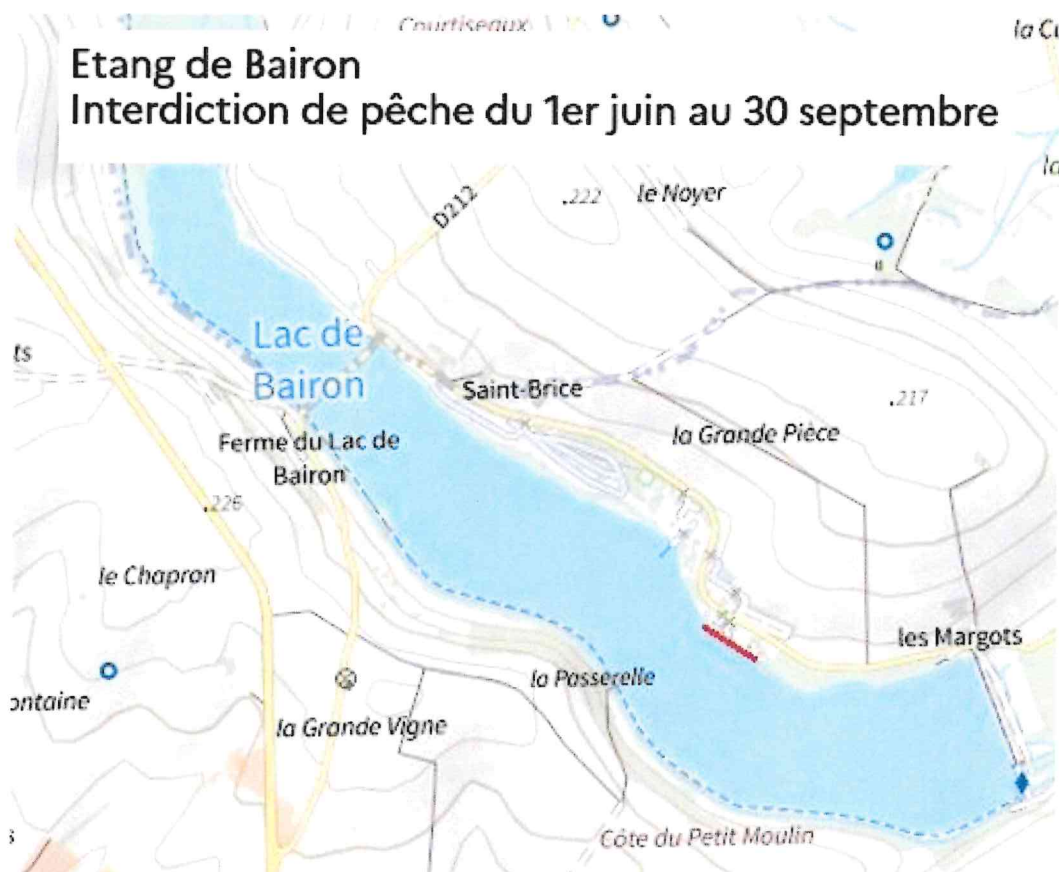 Courtiseaux
Etang de Bairon
Interdiction de pêche du 1er juin au 30 septembre
D212
.222
le Noyer
Lac de
Bairon
ts
Saint-Brice
.217
la Grande Pièce
Ferme du Lac de
Bairon
.226
le Chapron
les Margots
la Passerelle
ontaine
la Grande Vigne
Côte du Petit Moulin